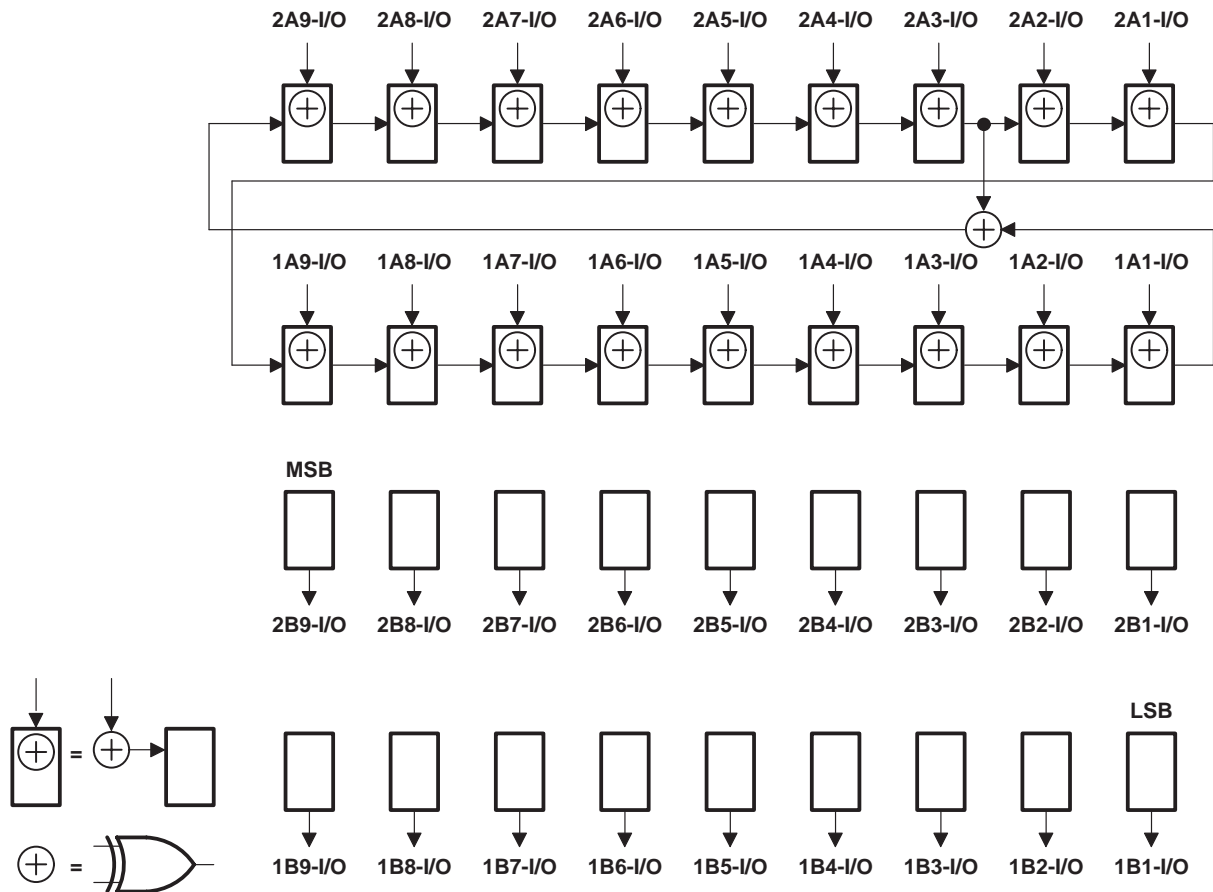 2A9-I/O 2A8-I/O 2A7-I/O 2A6-I/O 2A5-I/O 2A4-I/O 2A3-I/O 2A2-I/O 2A1-I/O
1A9-I/O 1A8-I/O 1A7-I/O 1A6-I/O 1A5-I/O 1A4-I/O 1A3-I/O 1A2-I/O 1A1-I/O
MSB
2B9-I/O 2B8-I/O 2B7-I/O 2B6-I/O 2B5-I/O 2B4-I/O 2B3-I/O 2B2-I/O 2B1-I/O
LSB
=
=
1B9-I/O 1B8-I/O 1B7-I/O 1B6-I/O 1B5-I/O 1B4-I/O 1B3-I/O 1B2-I/O 1B1-I/O